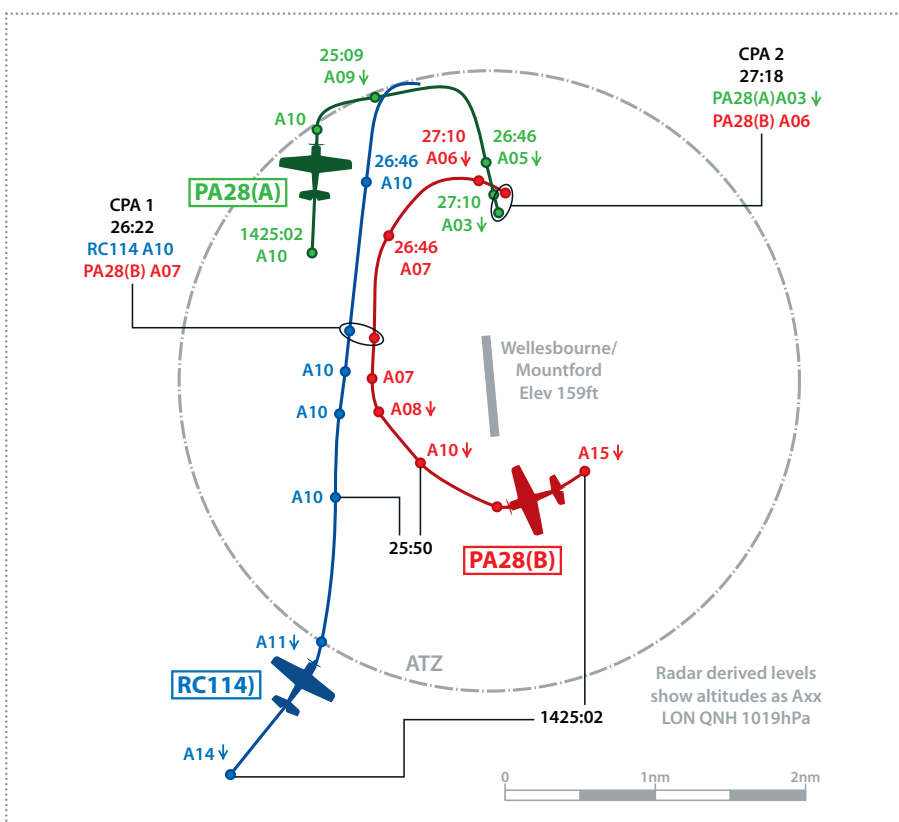 25:09
A09 ↓
CPA 2
27:18
PA28(A)A03 ↓
PA28(B) A06
A10
27:10
A06 ↓
26:46
A05 ↓
26:46
A10
PA28(A)
CPA 1
26:22
RC114 A10
PA28(B) A07
1425:02
A10
27:10
A03 ↓
26:46
A07
Wellesbourne/
Mountford
Elev 159ft
A10
A07
A10
A08 ↓
A10 ↓
A15 ↓
A10
25:50
PA28(B)
A11 ↓
ATZ
RC114)
Radar derived levels
show altitudes as Axx
LON QNH 1019hPa
1425:02
A14 ↓
0
1nm
2nm